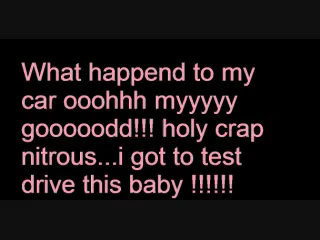 What happend to my
car ooohhh myyyyy
gooooodd!!! holy crap
nitrous...i got to test
drive this baby !!!!!!